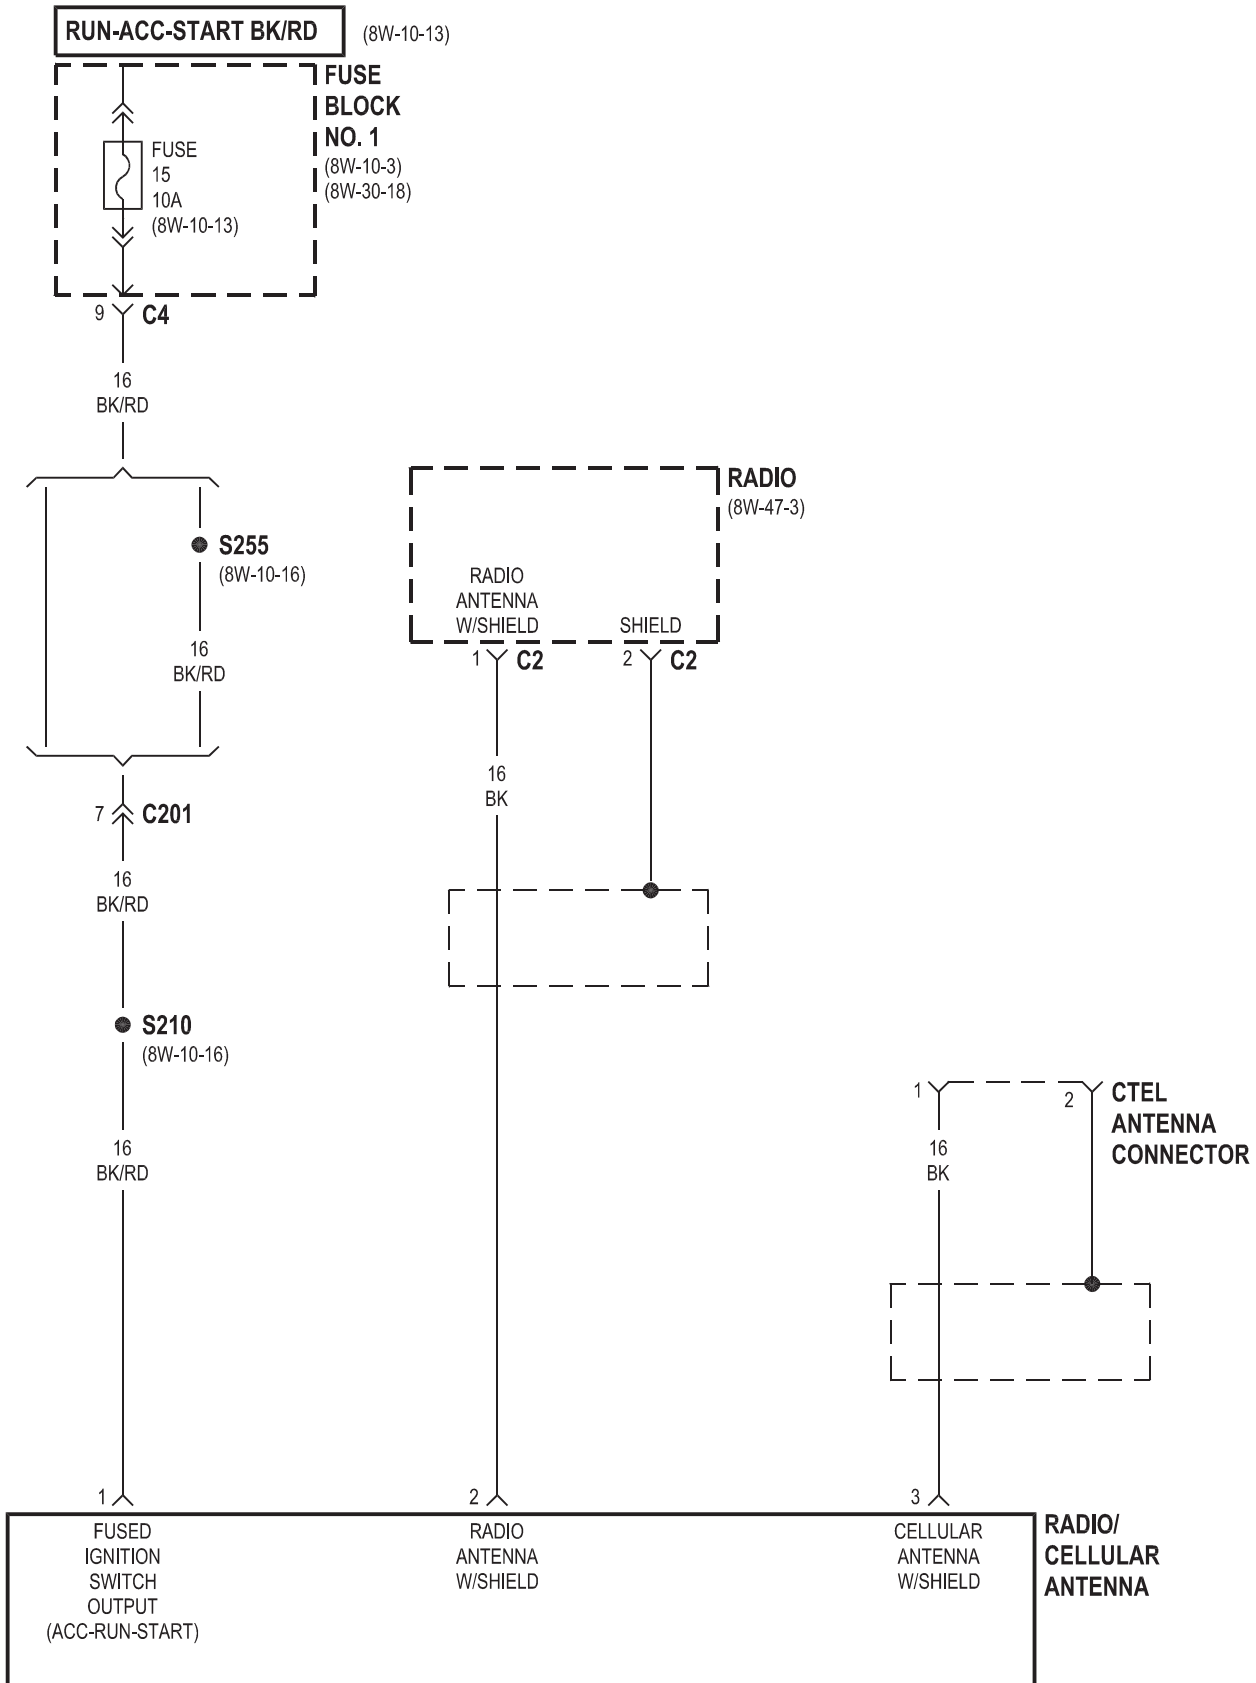 RUN-ACC-START BK/RD
(8W-10-13)
FUSE
BLOCK
NO. 1
(8W-10-3)
(8W-30-18)
FUSE
15
10A
(8W-10-13)
9
C4
16
BK/RD
S255
(8W-10-16)
16
BK/RD
7
C201
16
BK/RD
S210
(8W-10-16)
16
BK/RD
RADIO
(8W-47-3)
RADIO
ANTENNA
W/SHIELD
SHIELD
1
C2
2
C2
16
BK
1
2
CTEL
ANTENNA
CONNECTOR
16
BK
1
2
3
FUSED
IGNITION
SWITCH
OUTPUT
(ACC-RUN-START)
RADIO
ANTENNA
W/SHIELD
CELLULAR
ANTENNA
W/SHIELD
RADIO/
CELLULAR
ANTENNA